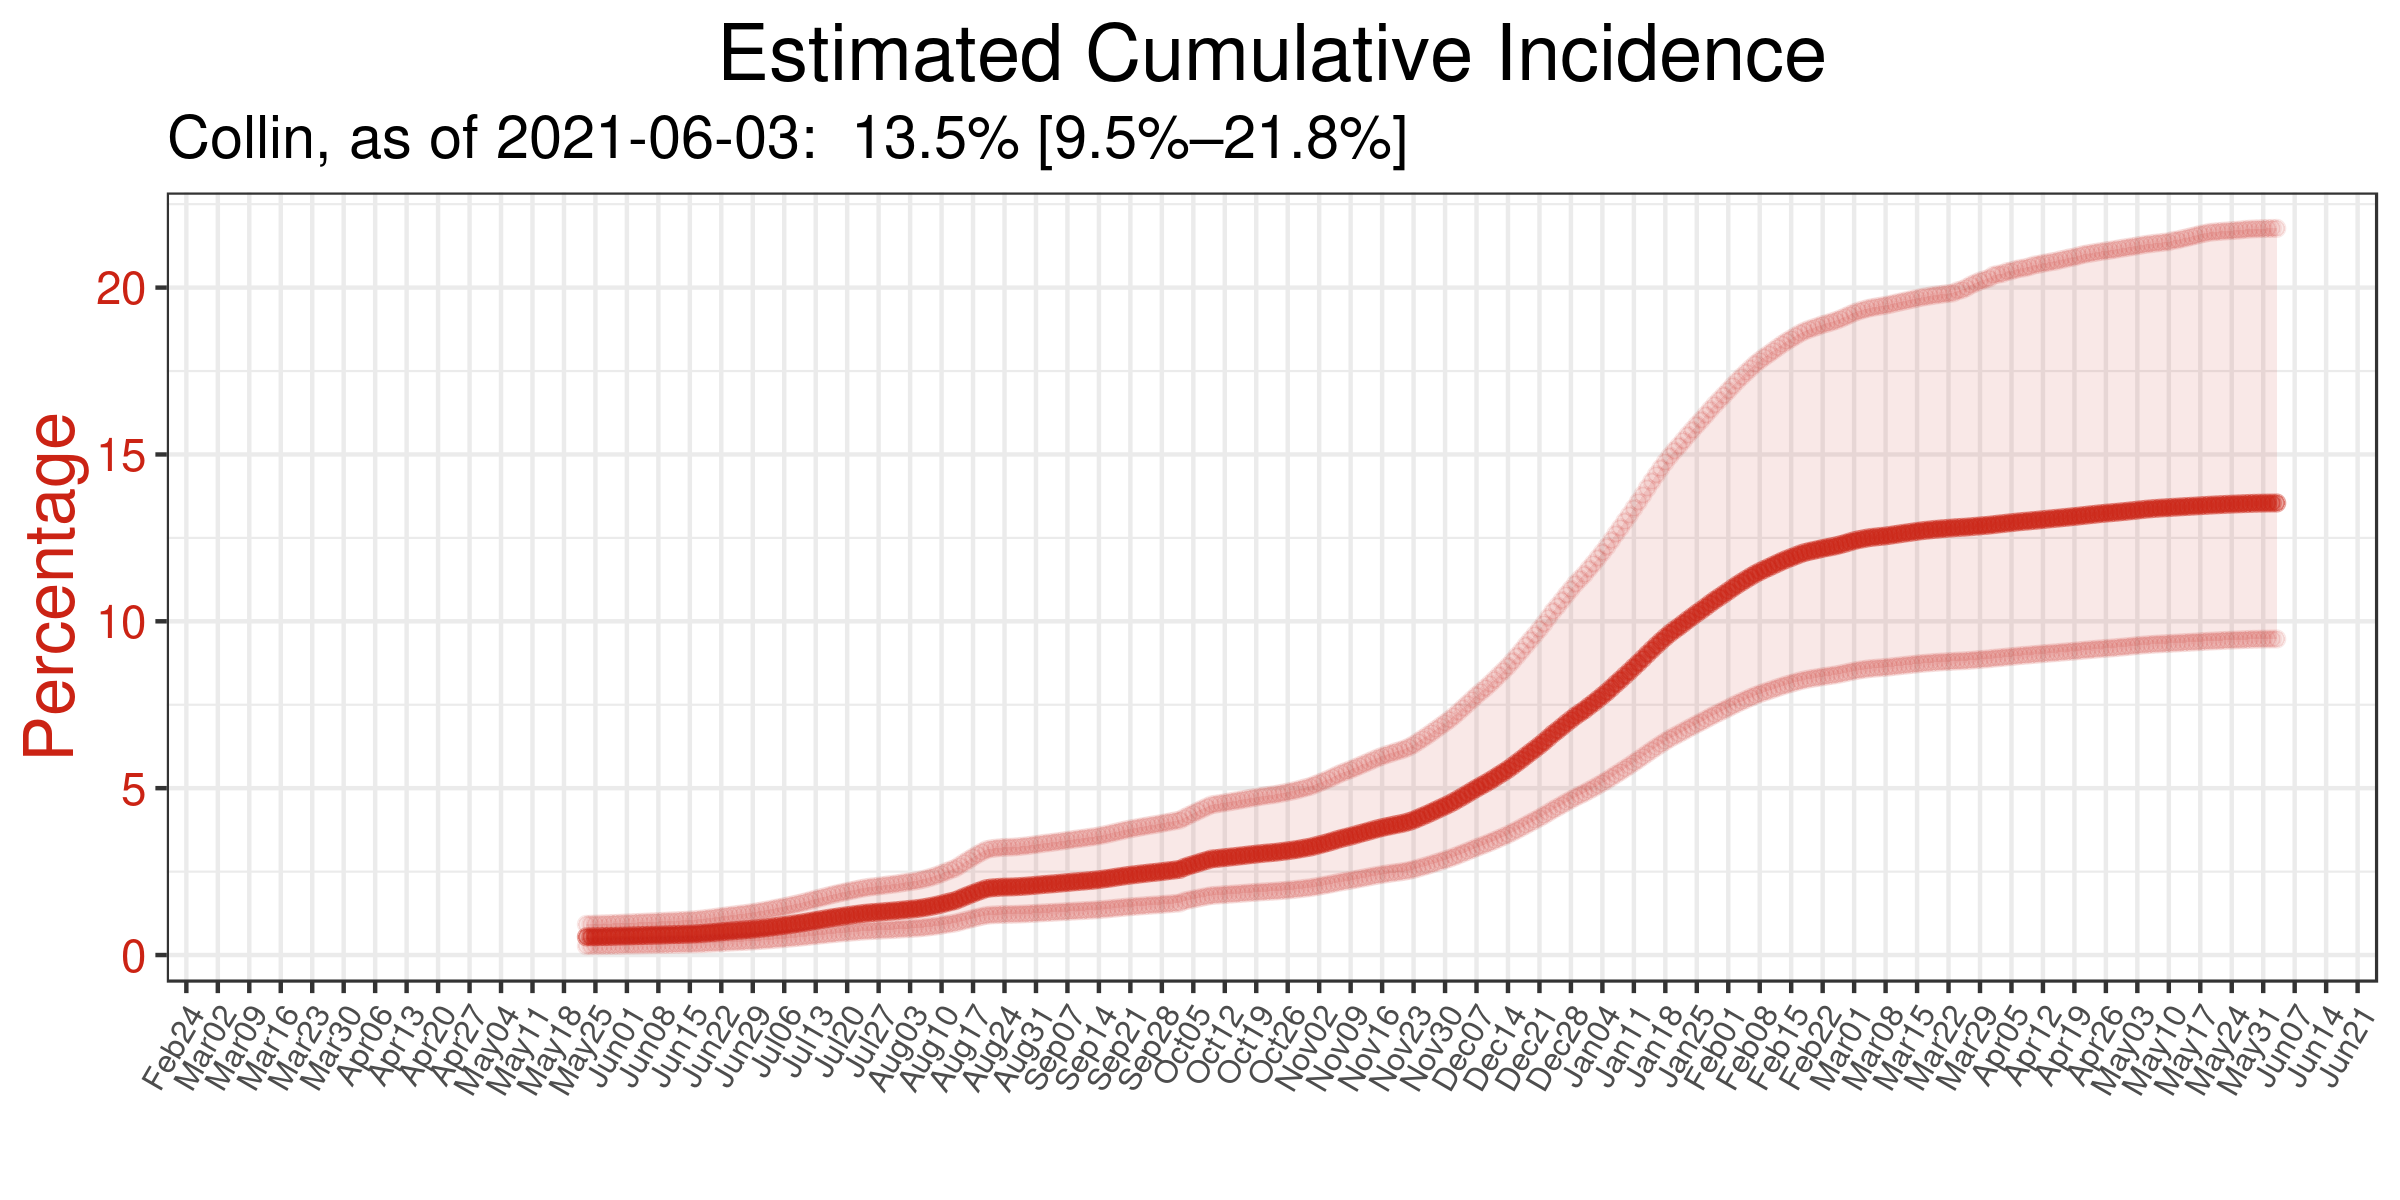 Estimated Cumulative Incidence
Collin, as of 2021-06-03:  13.5% [9.5%–21.8%]
Percentage
20
15
10
5
0
Feb24
Mar02
Mar09
Mar16
Mar23
Mar30
Apr06
Apr13
Apr20
Apr27
May04
May11
May18
May25
Jun01
Jun08
Jun15
Jun22
Jun29
Jul06
Jul13
Jul20
Jul27
Aug03
Aug10
Aug17
Aug24
Aug31
Sep07
Sep14
Sep21
Sep28
Oct05
Oct12
Oct19
Oct26
Nov02
Nov09
Nov16
Nov23
Nov30
Dec07
Dec14
Dec21
Dec28
Jan04
Jan11
Jan18
Jan25
Feb01
Feb08
Feb15
Feb22
Mar01
Mar08
Mar15
Mar22
Mar29
Apr05
Apr12
Apr19
Apr26
May03
May10
May17
May24
May31
Jun07
Jun14
Jun21